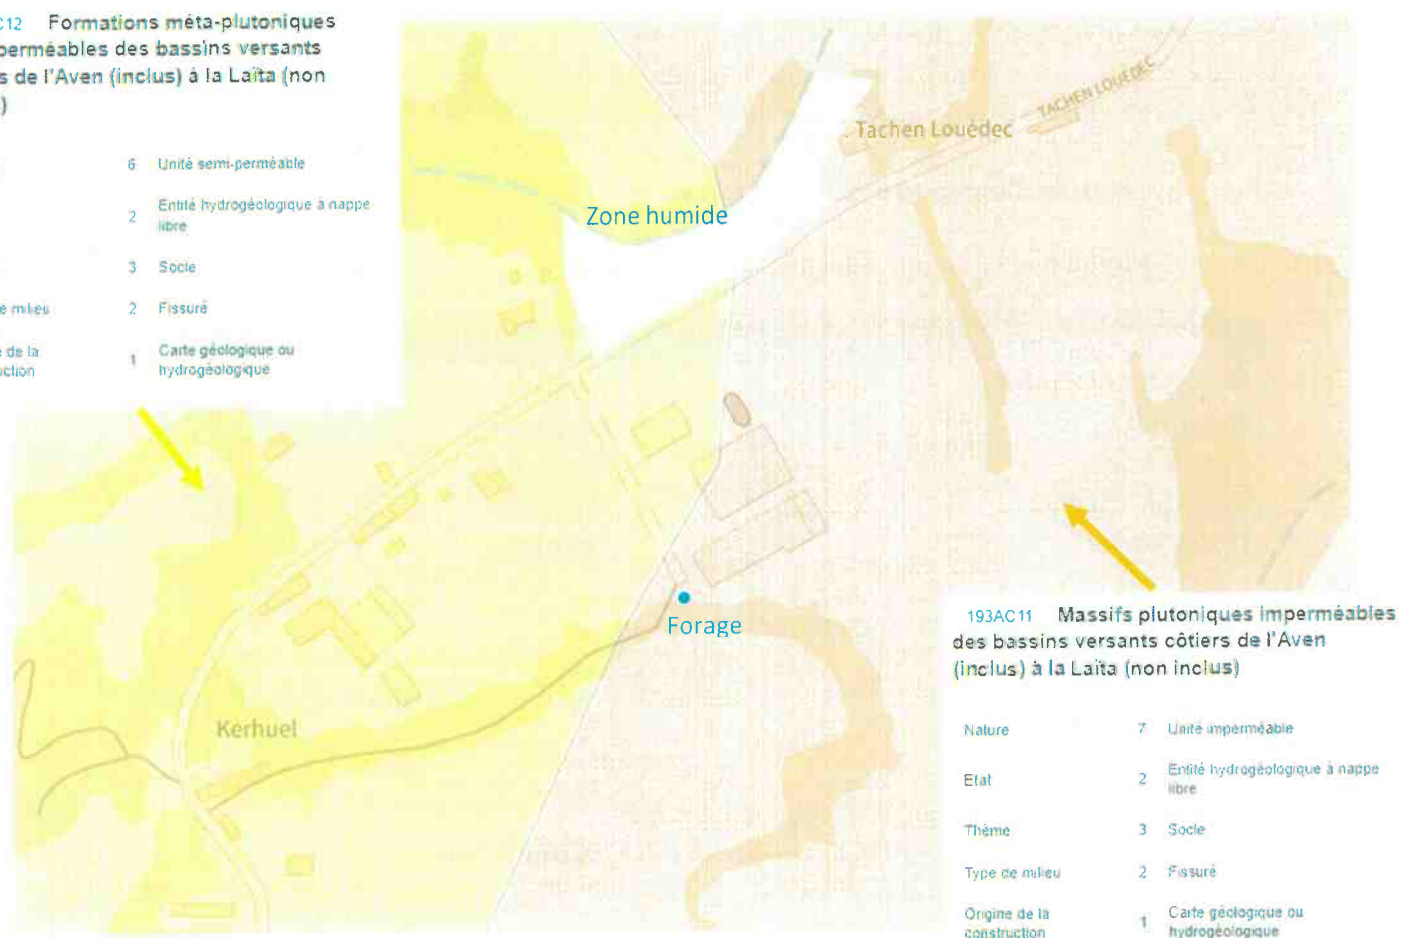 C12 Formations méta-plutoniques
perméables des bassins versants
s de l'Aven (inclus) à la Laïta (non
)
6 Unité semi-perméable
2 Entité hydrogéologique à nappe
libre
3 Socle
e milieu 2 Fissuré
e de la
uction
1 Carte géologique ou
hydrogéologique
Tachen Louédec
TACHEN LOUEDEC
Zone humide
Forage
Kerhuel
193AC11 Massifs plutoniques imperméables
des bassins versants côtiers de l'Aven
(inclus) à la Laïta (non inclus)
Nature 7 Unité imperméable
Etat 2 Entité hydrogéologique à nappe
libre
Thème 3 Socle
Type de milieu 2 Fissuré
Origine de la
construction
1 Carte géologique ou
hydrogéologique